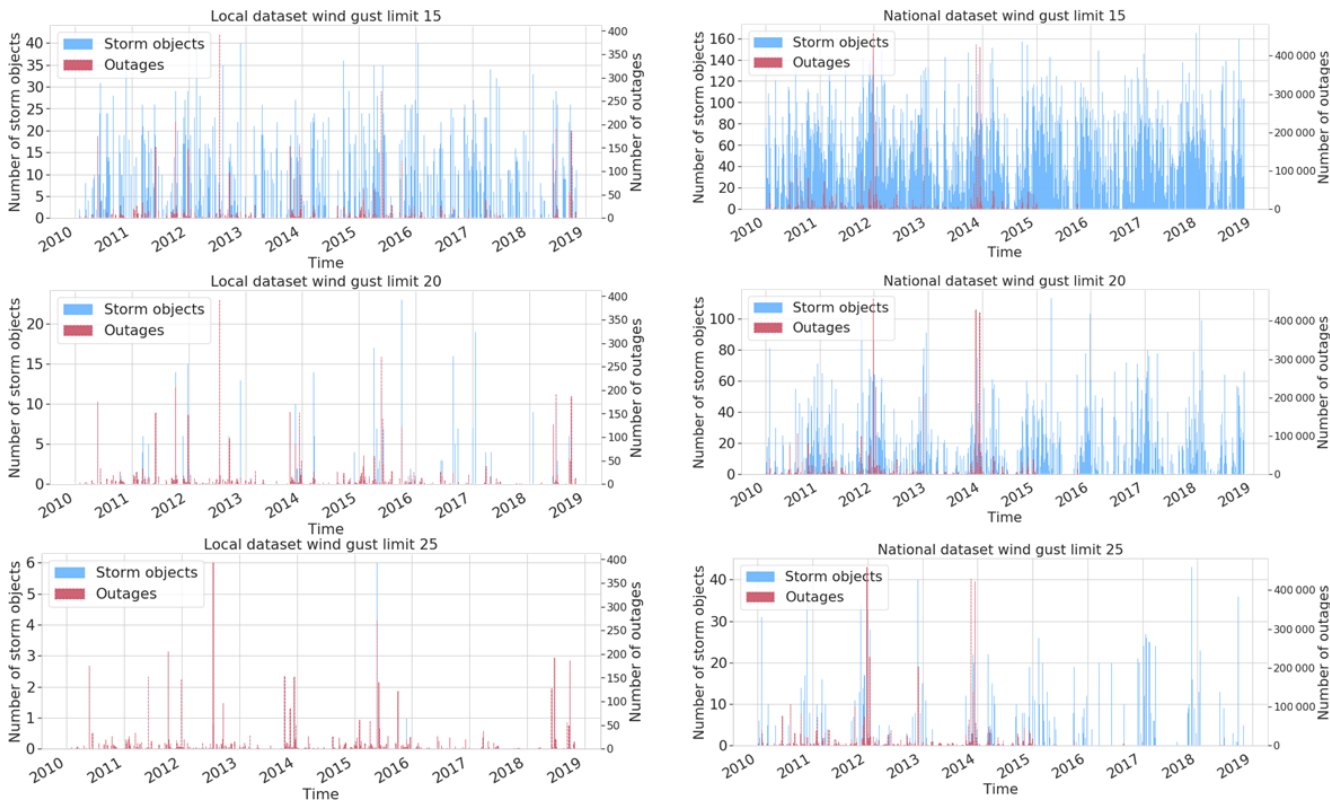 Local dataset wind gust limit 15
Number of storm objects
40
35
30
25
20
15
10
5
0
Storm objects
Outages
400
350
300
250
200
150
100
50
0
Number of outages
2010 2011 2012 2013 2014 2015 2016 2017 2018 2019
Time
National dataset wind gust limit 15
Number of storm objects
160
140
120
100
80
60
40
20
0
Storm objects
Outages
400 000
300 000
200 000
100 000
0
Number of outages
2010 2011 2012 2013 2014 2015 2016 2017 2018 2019
Time
Local dataset wind gust limit 20
Number of storm objects
20
15
10
5
0
Storm objects
Outages
400
350
300
250
200
150
100
50
0
Number of outages
2010 2011 2012 2013 2014 2015 2016 2017 2018 2019
Time
National dataset wind gust limit 20
Number of storm objects
100
80
60
40
20
0
Storm objects
Outages
400 000
300 000
200 000
100 000
0
Number of outages
2010 2011 2012 2013 2014 2015 2016 2017 2018 2019
Time
Local dataset wind gust limit 25
Number of storm objects
6
5
4
3
2
1
0
Storm objects
Outages
400
350
300
250
200
150
100
50
0
Number of outages
2010 2011 2012 2013 2014 2015 2016 2017 2018 2019
Time
National dataset wind gust limit 25
Number of storm objects
40
30
20
10
0
Storm objects
Outages
400 000
300 000
200 000
100 000
0
Number of outages
2010 2011 2012 2013 2014 2015 2016 2017 2018 2019
Time